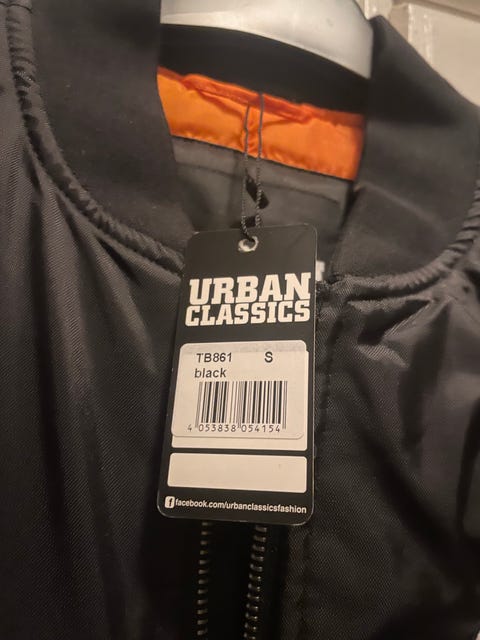 URBAN
CLASSICS
TB861 S
black
4 053838 054154
facebook.com/urbanclassicsfashion